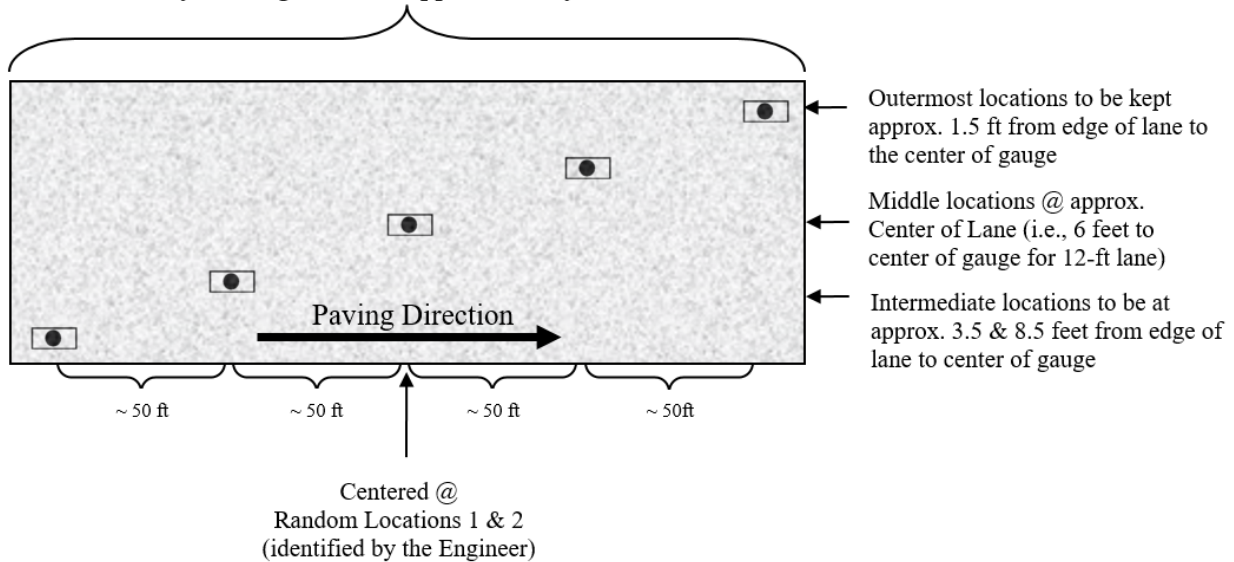 Outermost locations to be kept
approx. 1.5 ft from edge of lane to
the center of gauge
Middle locations @ approx.
Center of Lane (i.e., 6 feet to
center of gauge for 12-ft lane)
Intermediate locations to be at
approx. 3.5 & 8.5 feet from edge of
lane to center of gauge
Paving Direction
~ 50 ft
~ 50 ft
~ 50 ft
~ 50ft
Centered @
Random Locations 1 & 2
(identified by the Engineer)